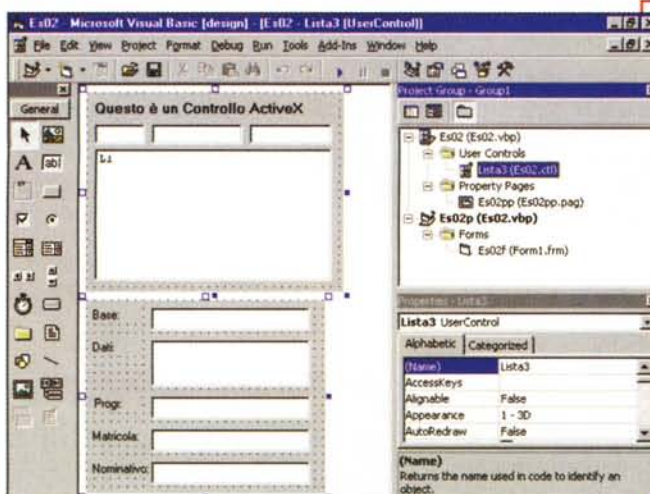 Es02 - Microsoft Visual Basic [design] - [Es02 - Lista3 (UserControl)]
File Edit View Project Format Debug Run Tools Add-Ins Window Help
General
Questo è un Controllo ActiveX
Li
Base:
Dati:
Progr:
Matricola:
Nominativo:
Project Group - Group1
Es02 (Es02.vbp)
User Controls
Lista3 (Es02.ctl)
Property Pages
Es02pp (Es02pp.pag)
Es02p (Es02.vbp)
Forms
Es02f (Form1.frm)
Properties - Lista3
Lista3 UserControl
Alphabetic Categorized
(Name) Lista3
AccessKeys
Alignable False
Appearance 1 - 3D
AutoRedraw False
(Name)
Returns the name used in code to identify an
object.